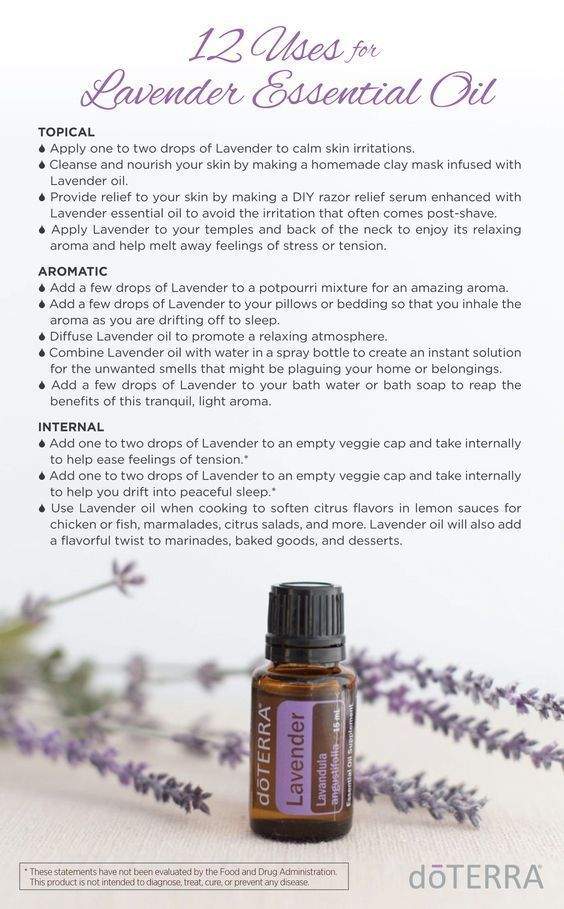 12 Uses for
Lavender Essential Oil
TOPICAL
Apply one to two drops of Lavender to calm skin irritations.
Cleanse and nourish your skin by making a homemade clay mask infused with
Lavender oil.
Provide relief to your skin by making a DIY razor relief serum enhanced with
Lavender essential oil to avoid the irritation that often comes post-shave.
Apply Lavender to your temples and back of the neck to enjoy its relaxing
aroma and help melt away feelings of stress or tension.
AROMATIC
Add a few drops of Lavender to a potpourri mixture for an amazing aroma.
Add a few drops of Lavender to your pillows or bedding so that you inhale the
aroma as you are drifting off to sleep.
Diffuse Lavender oil to promote a relaxing atmosphere.
Combine Lavender oil with water in a spray bottle to create an instant solution
for the unwanted smells that might be plaguing your home or belongings.
Add a few drops of Lavender to your bath water or bath soap to reap the
benefits of this tranquil, light aroma.
INTERNAL
Add one to two drops of Lavender to an empty veggie cap and take internally
to help ease feelings of tension.*
Add one to two drops of Lavender to an empty veggie cap and take internally
to help you drift into peaceful sleep.*
Use Lavender oil when cooking to soften citrus flavors in lemon sauces for
chicken or fish, marmalades, citrus salads, and more. Lavender oil will also add
a flavorful twist to marinades, baked goods, and desserts.
dōTERRA®
Lavender
Lavandula
angustifolia 15 mL
Essential Oil Supplement
* These statements have not been evaluated by the Food and Drug Administration.
This product is not intended to diagnose, treat, cure, or prevent any disease.
dōTERRA®